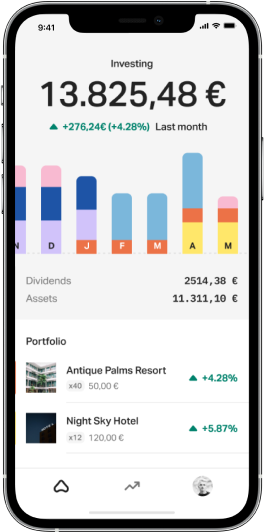 9:41
Investing
13.825,48 €
+276,24€ (+4.28%) Last month
N D J F M A M
Dividends 2514,38 €
Assets 11.311,10 €
Portfolio
Antique Palms Resort
x40 50,00 €
+4.28%
Night Sky Hotel
x12 120,00 €
+5.87%